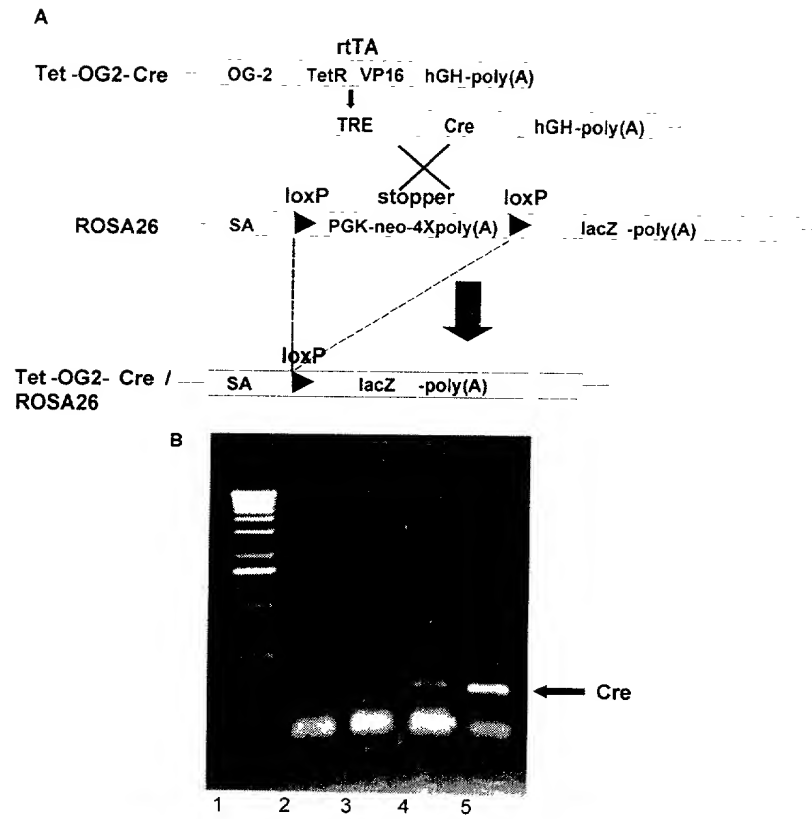 A
rtTA
Tet-OG2-Cre OG-2 TetR VP16 hGH-poly(A)
TRE Cre hGH-poly(A)
loxP stopper loxP
ROSA26 SA PGK-neo-4Xpoly(A) lacZ -poly(A)
loxP
Tet-OG2- Cre / SA lacZ -poly(A)
ROSA26
B
Cre
1 2 3 4 5